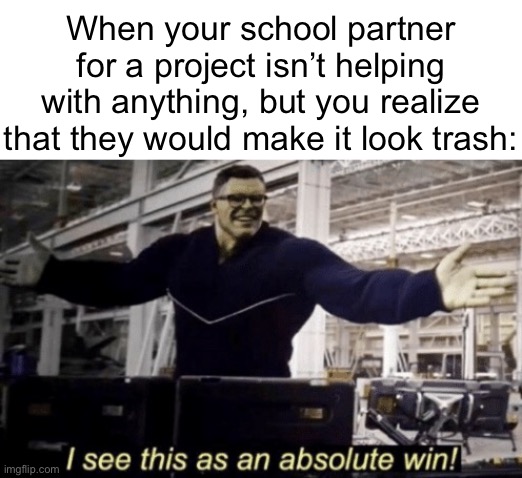 When your school partner
for a project isn’t helping
with anything, but you realize
that they would make it look trash:
I see this as an absolute win!
imgflip.com